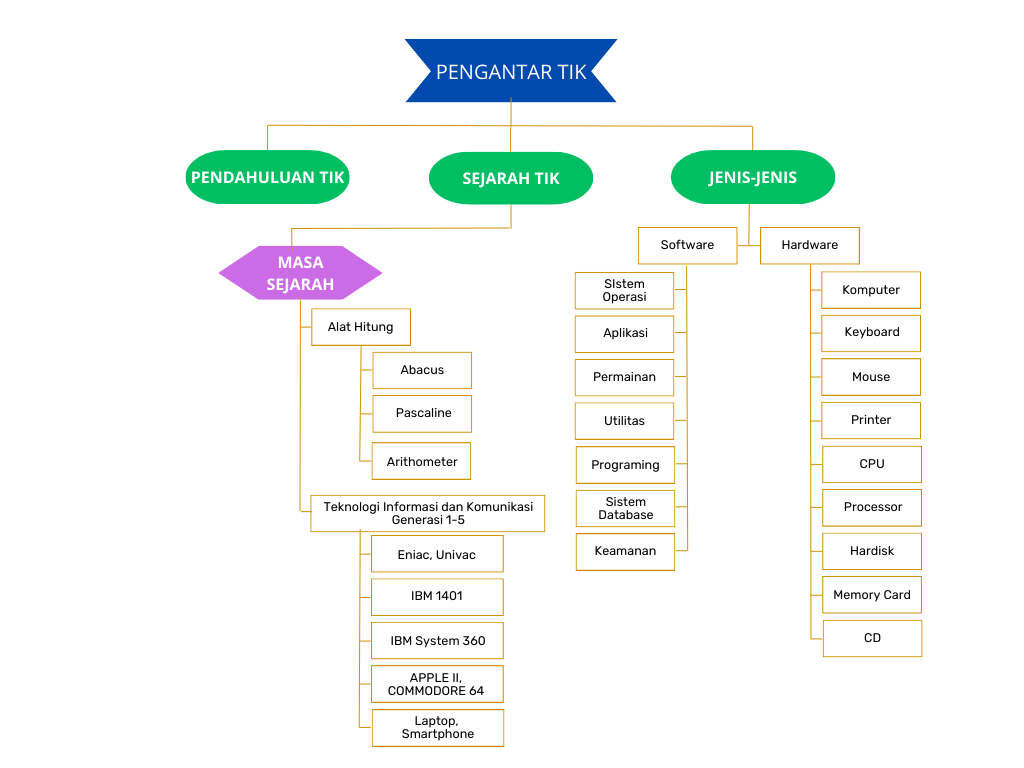 PENGANTAR TIK
PENDAHULUAN TIK
SEJARAH TIK
JENIS-JENIS
MASA
SEJARAH
Alat Hitung
Abacus
Pascaline
Arithometer
Teknologi Informasi dan Komunikasi
Generasi 1-5
Eniac, Univac
IBM 1401
IBM System 360
APPLE II,
COMMODORE 64
Laptop,
Smartphone
Software
SIstem
Operasi
Aplikasi
Permainan
Utilitas
Programing
Sistem
Database
Keamanan
Hardware
Komputer
Keyboard
Mouse
Printer
CPU
Processor
Hardisk
Memory Card
CD